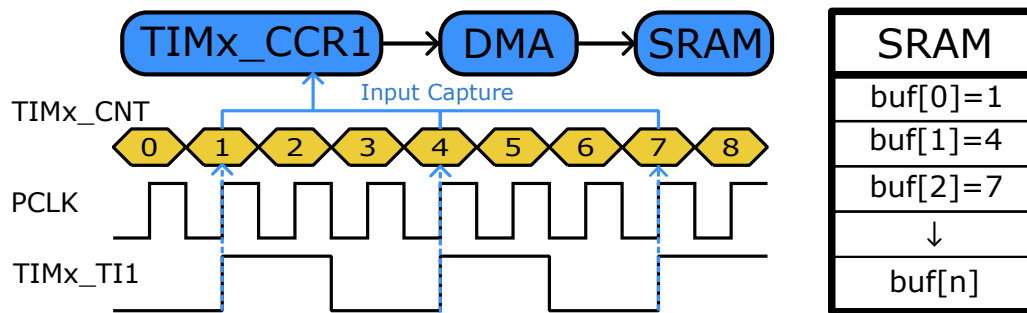 TIMx_CCR1 DMA SRAM
Input Capture
TIMx_CNT
0 1 2 3 4 5 6 7 8
PCLK
TIMx_TI1
SRAM
buf[0]=1
buf[1]=4
buf[2]=7
↓
buf[n]